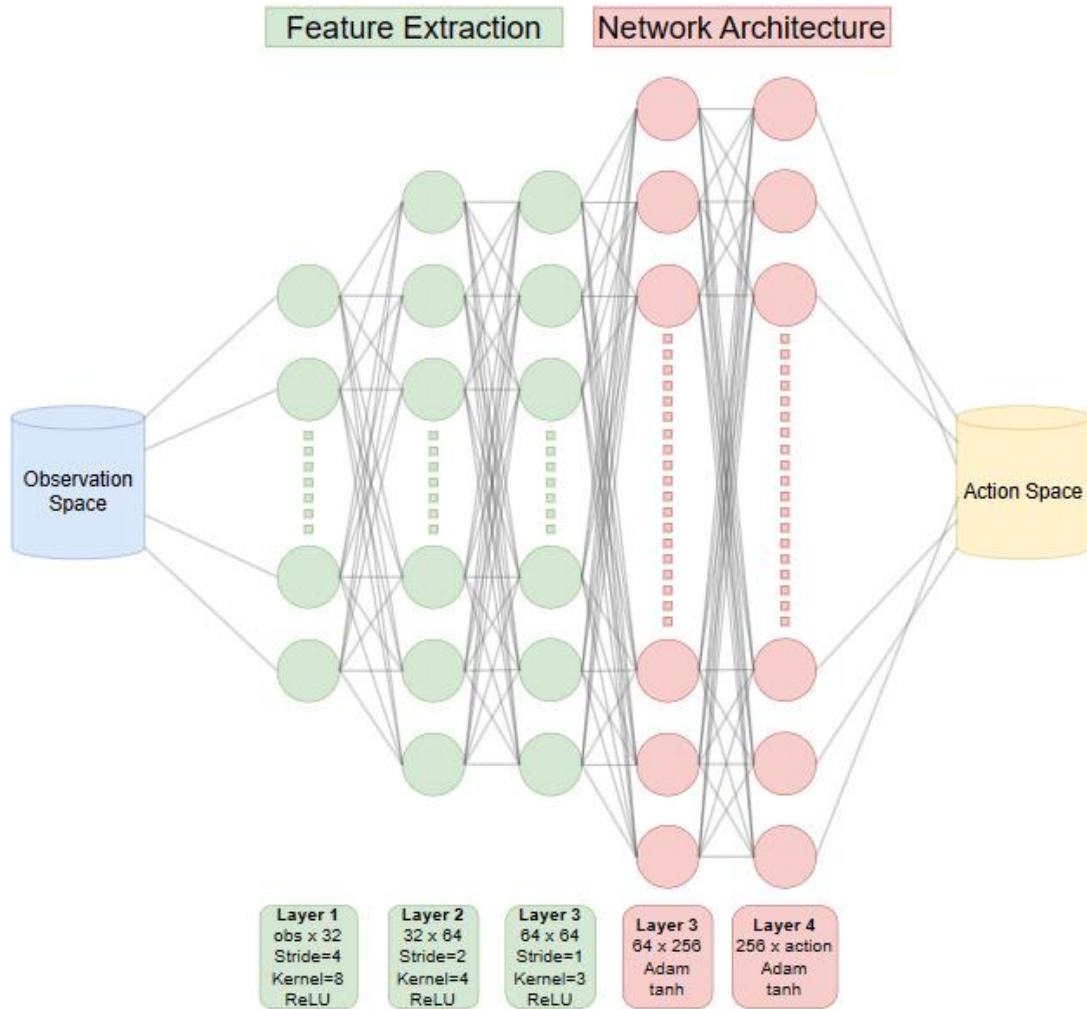 Feature Extraction
Network Architecture
Observation
Space
Action Space
Layer 1
obs x 32
Stride=4
Kernel=8
ReLU
Layer 2
32 x 64
Stride=2
Kernel=4
ReLU
Layer 3
64 x 64
Stride=1
Kernel=3
ReLU
Layer 3
64 x 256
Adam
tanh
Layer 4
256 x action
Adam
tanh